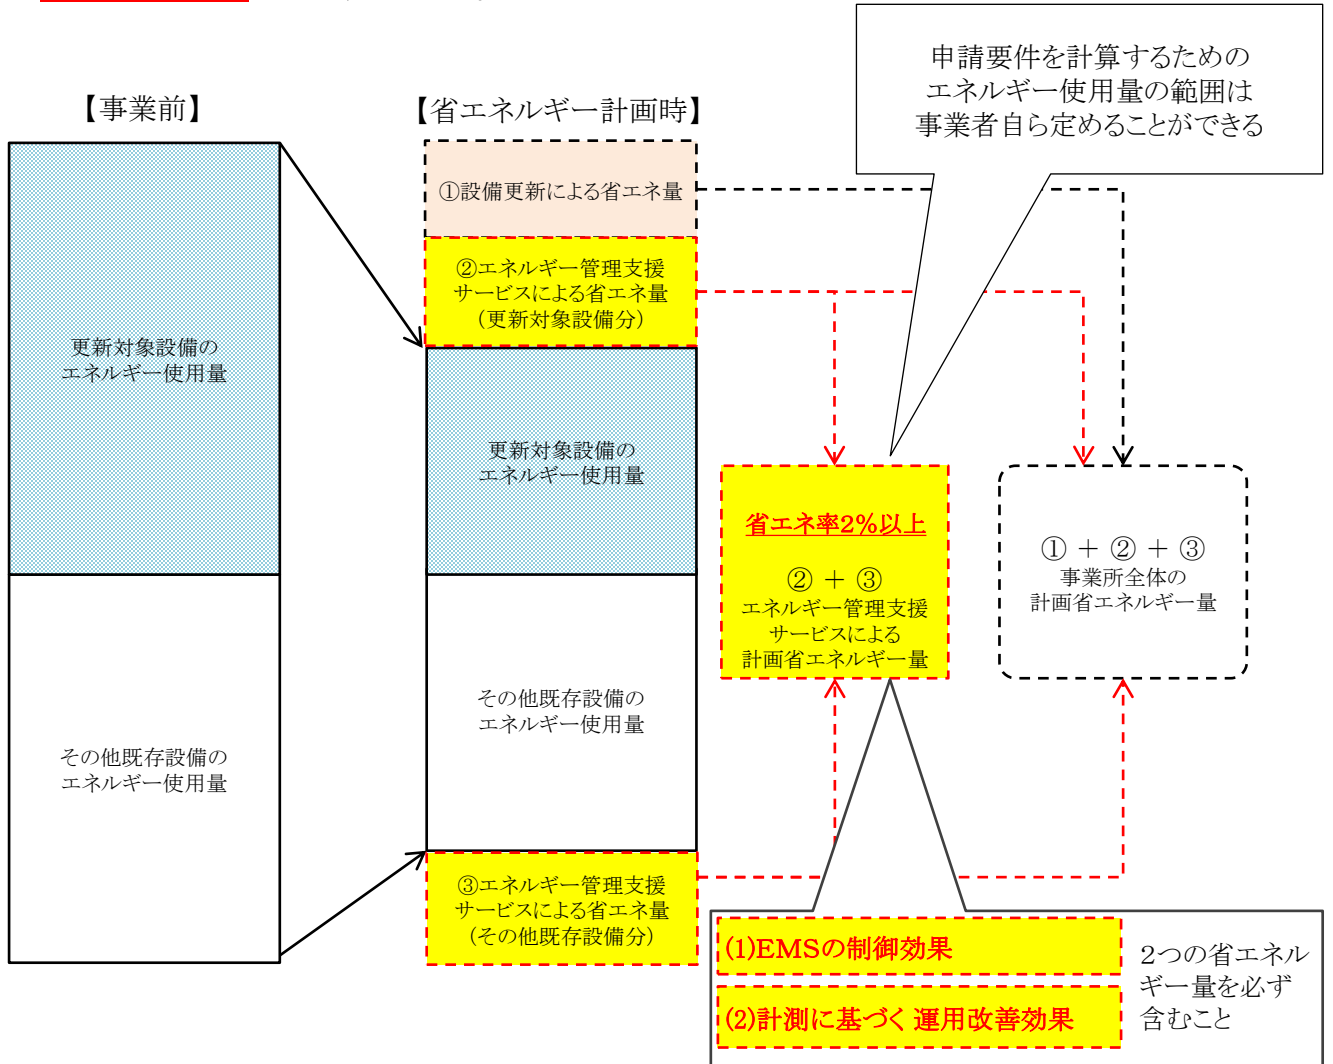 【事業前】
【省エネルギー計画時】
申請要件を計算するための
エネルギー使用量の範囲は
事業者自ら定めることができる
更新対象設備の
エネルギー使用量
その他既存設備の
エネルギー使用量
①設備更新による省エネ量
②エネルギー管理支援
サービスによる省エネ量
(更新対象設備分)
更新対象設備の
エネルギー使用量
その他既存設備の
エネルギー使用量
③エネルギー管理支援
サービスによる省エネ量
(その他既存設備分)
省エネ率2%以上
② + ③
エネルギー管理支援
サービスによる
計画省エネルギー量
① + ② + ③
事業所全体の
計画省エネルギー量
(1)EMSの制御効果
(2)計測に基づく運用改善効果
2つの省エネル
ギー量を必ず
含むこと